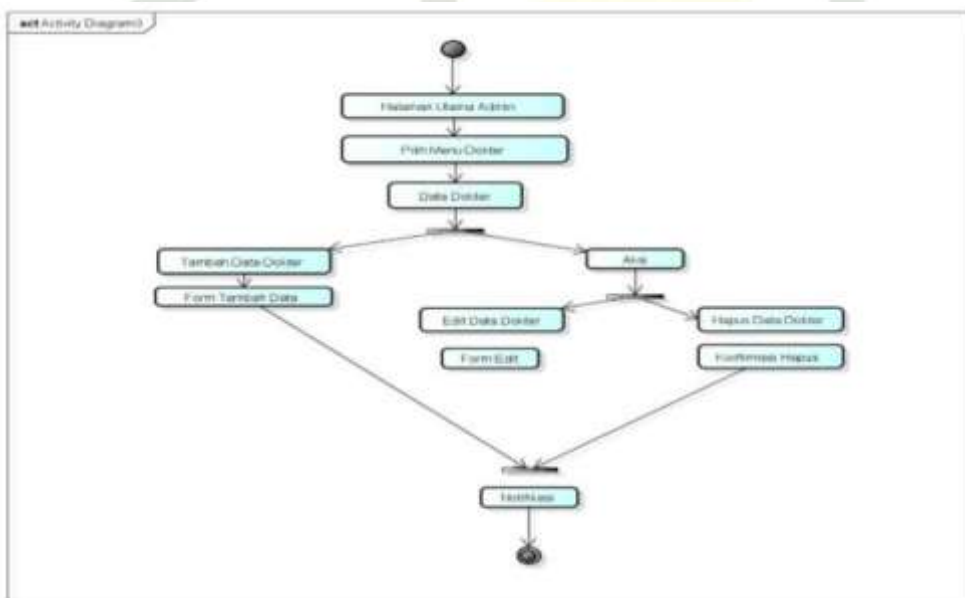 act Activity Diagram0
Halaman Utama Admin
Pilih Menu Dokter
Data Dokter
Tambah Data Dokter
Aksi
Form Tambah Data
Edit Data Dokter
Hapus Data Dokter
Form Edit
Konfirmasi Hapus
Notifikasi